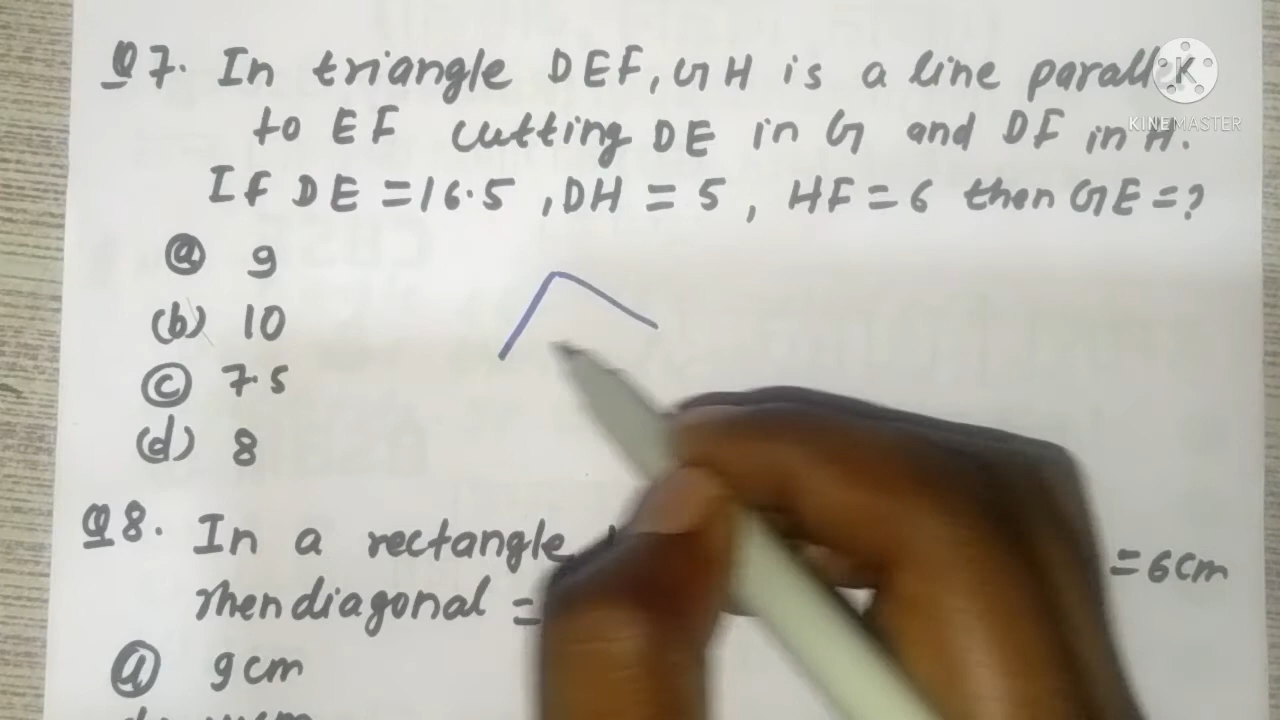 Q7. In triangle DEF, GH is a line parall
to EF cutting DE in G and DF in H.
If DE = 16.5 , DH = 5 , HF = 6 then GE = ?
(a) 9
(b) 10
(c) 7.5
(d) 8
Q8. In a rectangle = 6cm
then diagonal =
(a) 9 cm
K
KINEMASTER